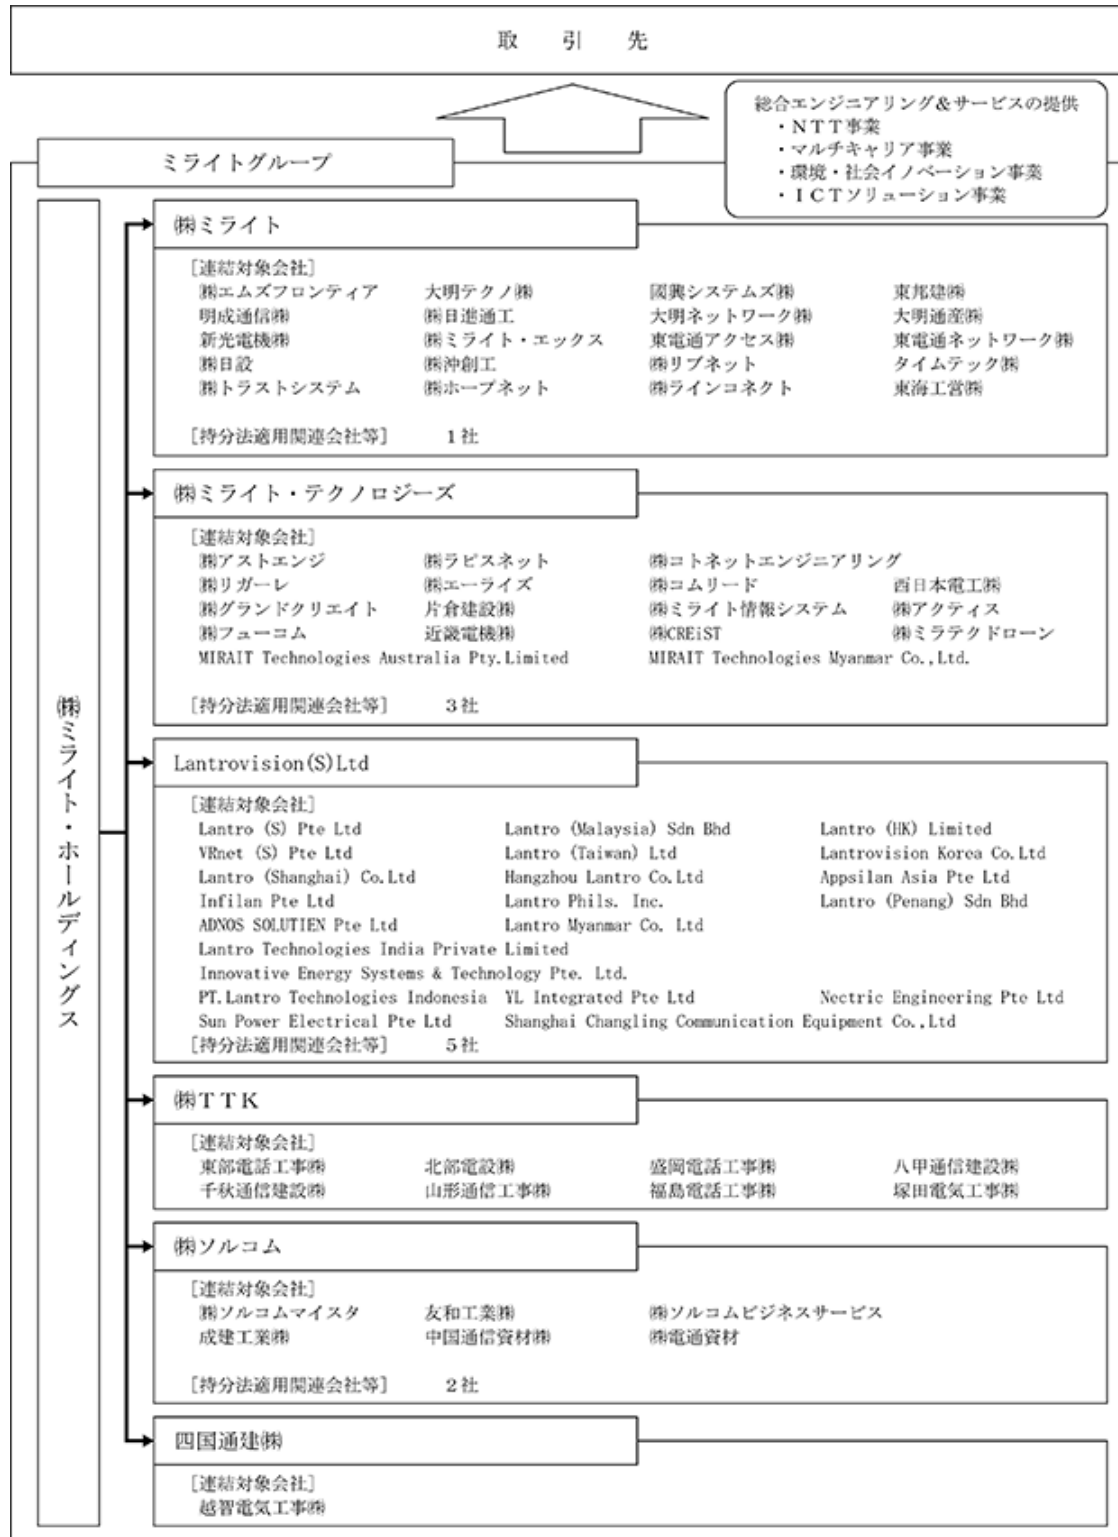 取　引　先
総合エンジニアリング＆サービスの提供
・ＮＴＴ事業
・マルチキャリア事業
・環境・社会イノベーション事業
・ＩＣＴソリューション事業
ミライトグループ
㈱ミライト・ホールディングス
㈱ミライト
［連結対象会社］
㈱エムズフロンティア　大明テクノ㈱　国興システムズ㈱　東邦建㈱
明成通信㈱　㈱日進通工　大明ネットワーク㈱　大明通産㈱
新光電機㈱　㈱ミライト・エックス　東電通アクセス㈱　東電通ネットワーク㈱
㈱日設　㈱沖創工　㈱リブネット　タイムテック㈱
㈱トラストシステム　㈱ホープネット　㈱ラインコネクト　東海工営㈱
［持分法適用関連会社等］　１社
㈱ミライト・テクノロジーズ
［連結対象会社］
㈱アストエンジ　㈱ラピスネット　㈱コトネットエンジニアリング
㈱リガーレ　㈱エーライズ　㈱コムリード　西日本電工㈱
㈱グランドクリエイト　片倉建設㈱　㈱ミライト情報システム　㈱アクティス
㈱フューコム　近畿電機㈱　㈱CREiST　㈱ミラテクドローン
MIRAIT Technologies Australia Pty.Limited　MIRAIT Technologies Myanmar Co.,Ltd.
［持分法適用関連会社等］　３社
Lantrovision(S)Ltd
［連結対象会社］
Lantro (S) Pte Ltd　Lantro (Malaysia) Sdn Bhd　Lantro (HK) Limited
VRnet (S) Pte Ltd　Lantro (Taiwan) Ltd　Lantrovision Korea Co.Ltd
Lantro (Shanghai) Co.Ltd　Hangzhou Lantro Co.Ltd　Appsilan Asia Pte Ltd
Infilan Pte Ltd　Lantro Phils. Inc.　Lantro (Penang) Sdn Bhd
ADNOS SOLUTIEN Pte Ltd　Lantro Myanmar Co. Ltd
Lantro Technologies India Private Limited
Innovative Energy Systems & Technology Pte. Ltd.
PT.Lantro Technologies Indonesia　YL Integrated Pte Ltd　Nectric Engineering Pte Ltd
Sun Power Electrical Pte Ltd　Shanghai Changling Communication Equipment Co.,Ltd
［持分法適用関連会社等］　５社
㈱ＴＴＫ
［連結対象会社］
東部電話工事㈱　北部電設㈱　盛岡電話工事㈱　八甲通信建設㈱
千秋通信建設㈱　山形通信工事㈱　福島電話工事㈱　塚田電気工事㈱
㈱ソルコム
［連結対象会社］
㈱ソルコムマイスタ　友和工業㈱　㈱ソルコムビジネスサービス
成建工業㈱　中国通信資材㈱　㈱電通資材
［持分法適用関連会社等］　２社
四国通建㈱
［連結対象会社］
越智電気工事㈱